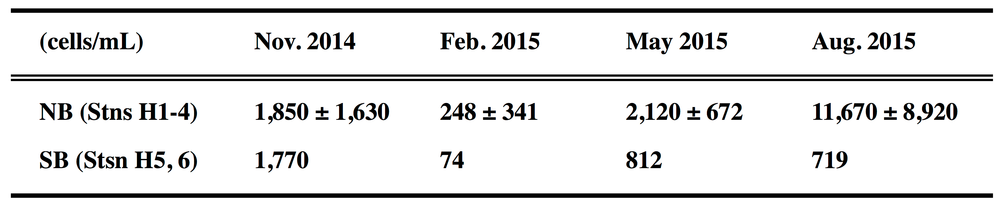 (cells/mL) Nov. 2014 Feb. 2015 May 2015 Aug. 2015
NB (Stns H1-4) 1,850 ± 1,630 248 ± 341 2,120 ± 672 11,670 ± 8,920
SB (Stsn H5, 6) 1,770 74 812 719